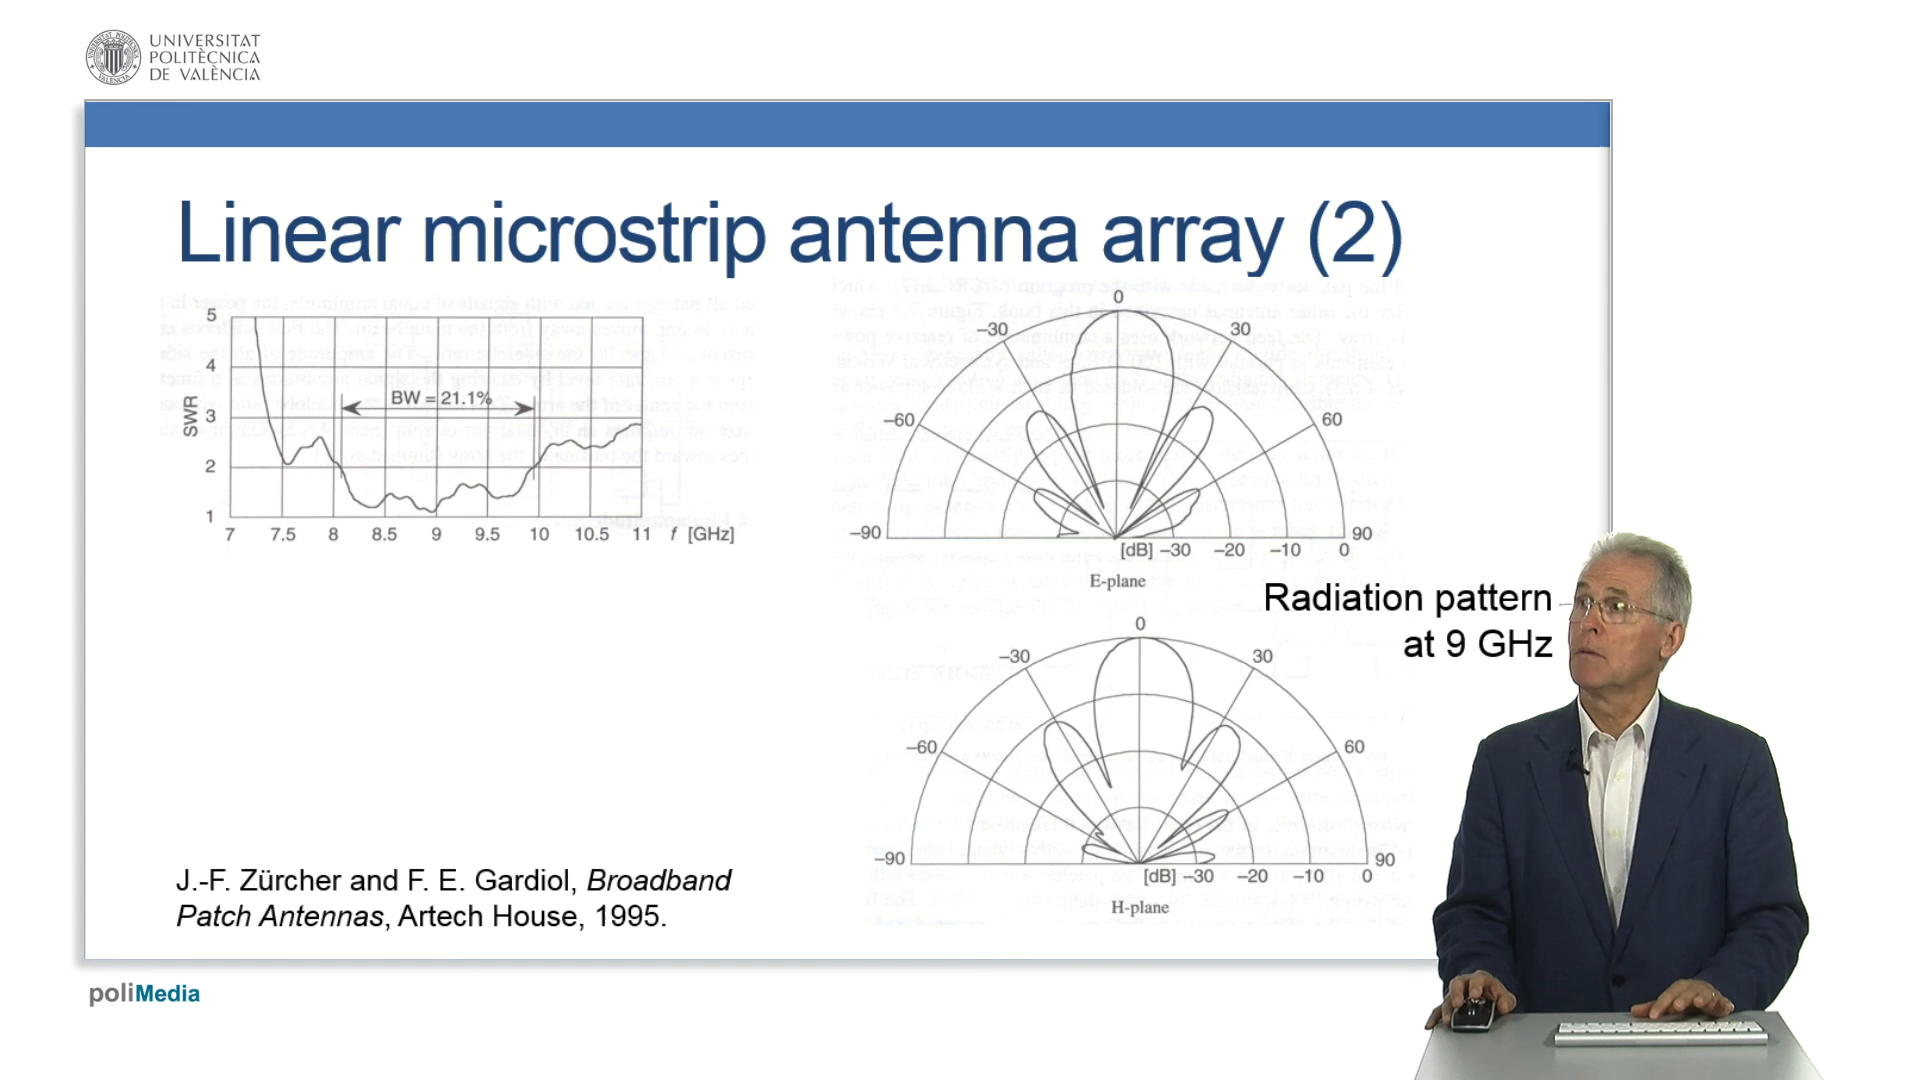 UNIVERSITAT
POLITÈCNICA
DE VALÈNCIA
Linear microstrip antenna array (2)
5
4
3
2
1
SWR
BW = 21.1%
7 7.5 8 8.5 9 9.5 10 10.5 11 f [GHz]
0
–30 30
–60 60
–90 90
[dB] –30 –20 –10 0
E-plane
Radiation pattern
at 9 GHz
0
–30 30
–60 60
–90 90
[dB] –30 –20 –10 0
H-plane
J.-F. Zürcher and F. E. Gardiol, Broadband
Patch Antennas, Artech House, 1995.
poliMedia